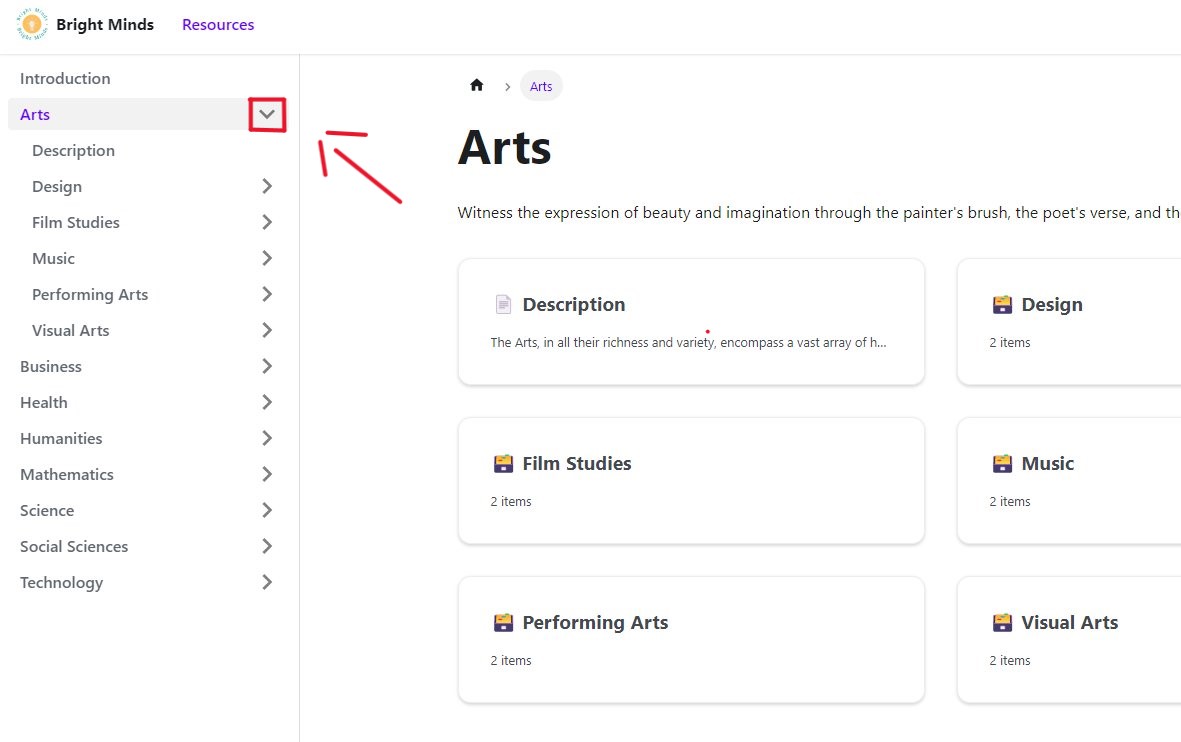 Bright Minds
Resources
Introduction
Arts
Description
Design
Film Studies
Music
Performing Arts
Visual Arts
Business
Health
Humanities
Mathematics
Science
Social Sciences
Technology
Arts
Arts
Witness the expression of beauty and imagination through the painter's brush, the poet's verse, and the
Description
The Arts, in all their richness and variety, encompass a vast array of h...
Design
2 items
Film Studies
2 items
Music
2 items
Performing Arts
2 items
Visual Arts
2 items